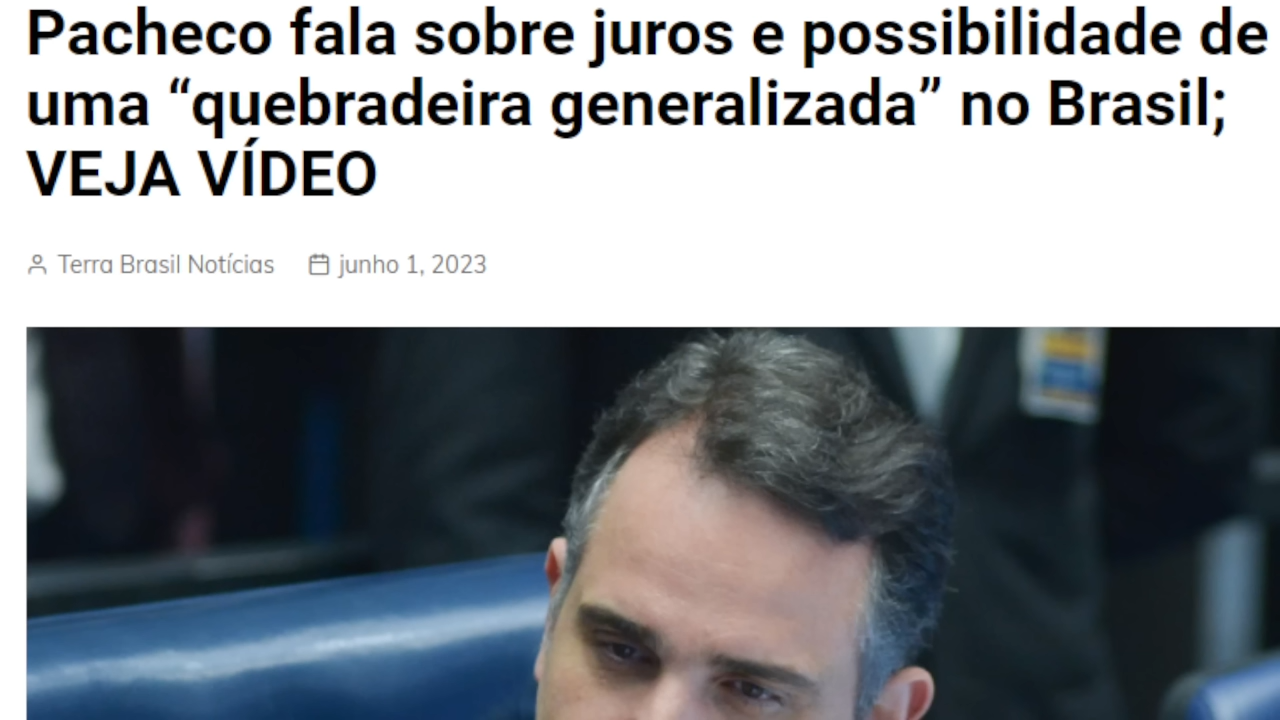 Pacheco fala sobre juros e possibilidade de
uma “quebradeira generalizada” no Brasil;
VEJA VÍDEO
Terra Brasil Notícias junho 1, 2023